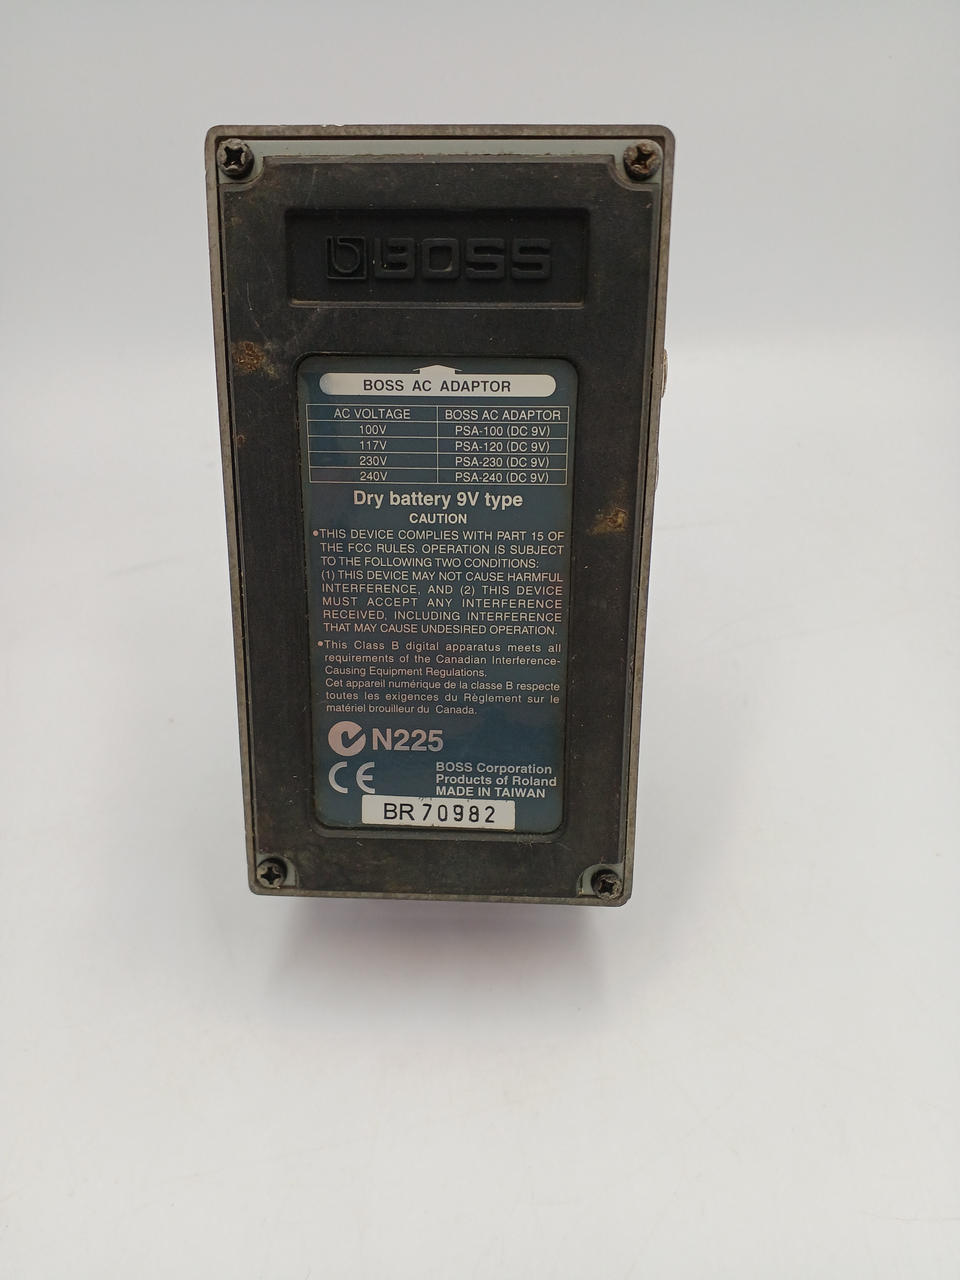 BOSS
BOSS AC ADAPTOR
AC VOLTAGE BOSS AC ADAPTOR
100V PSA-100 (DC 9V)
117V PSA-120 (DC 9V)
230V PSA-230 (DC 9V)
240V PSA-240 (DC 9V)
Dry battery 9V type
CAUTION
•THIS DEVICE COMPLIES WITH PART 15 OF
THE FCC RULES. OPERATION IS SUBJECT
TO THE FOLLOWING TWO CONDITIONS:
(1) THIS DEVICE MAY NOT CAUSE HARMFUL
INTERFERENCE, AND (2) THIS DEVICE
MUST ACCEPT ANY INTERFERENCE
RECEIVED, INCLUDING INTERFERENCE
THAT MAY CAUSE UNDESIRED OPERATION.
•This Class B digital apparatus meets all
requirements of the Canadian Interference-
Causing Equipment Regulations.
Cet appareil numérique de la classe B respecte
toutes les exigences du Règlement sur le
matériel brouilleur du Canada.
N225
CE
BOSS Corporation
Products of Roland
MADE IN TAIWAN
BR 70982